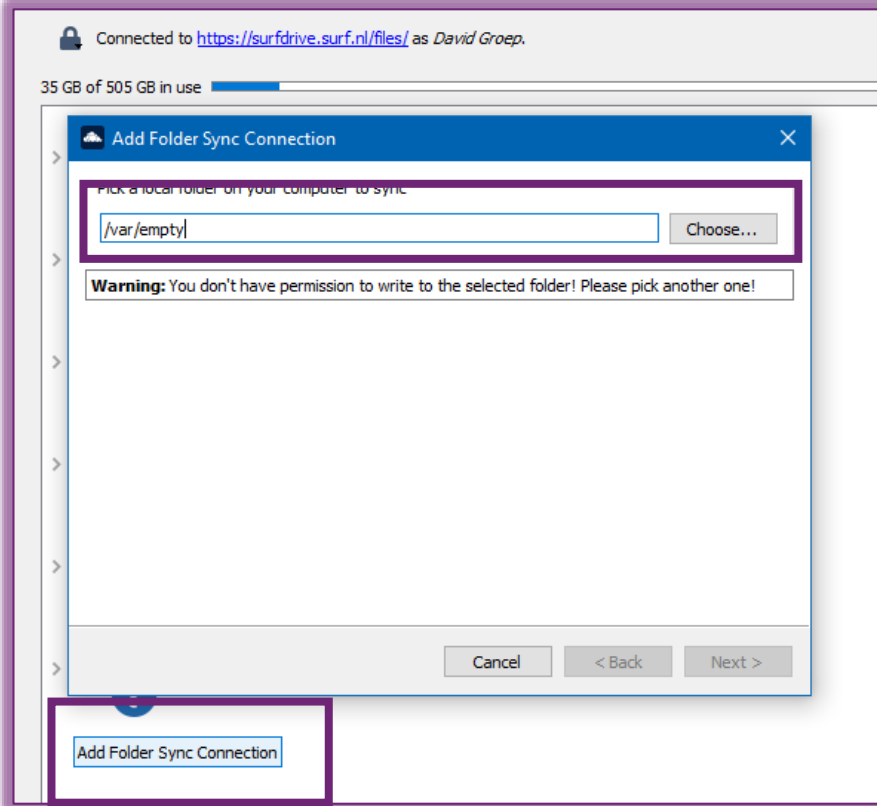 Connected to https://surfdrive.surf.nl/files/ as David Groep.
35 GB of 505 GB in use
Add Folder Sync Connection
Pick a local folder on your computer to sync
/var/empty
Choose...
Warning: You don't have permission to write to the selected folder! Please pick another one!
Cancel
< Back
Next >
Add Folder Sync Connection